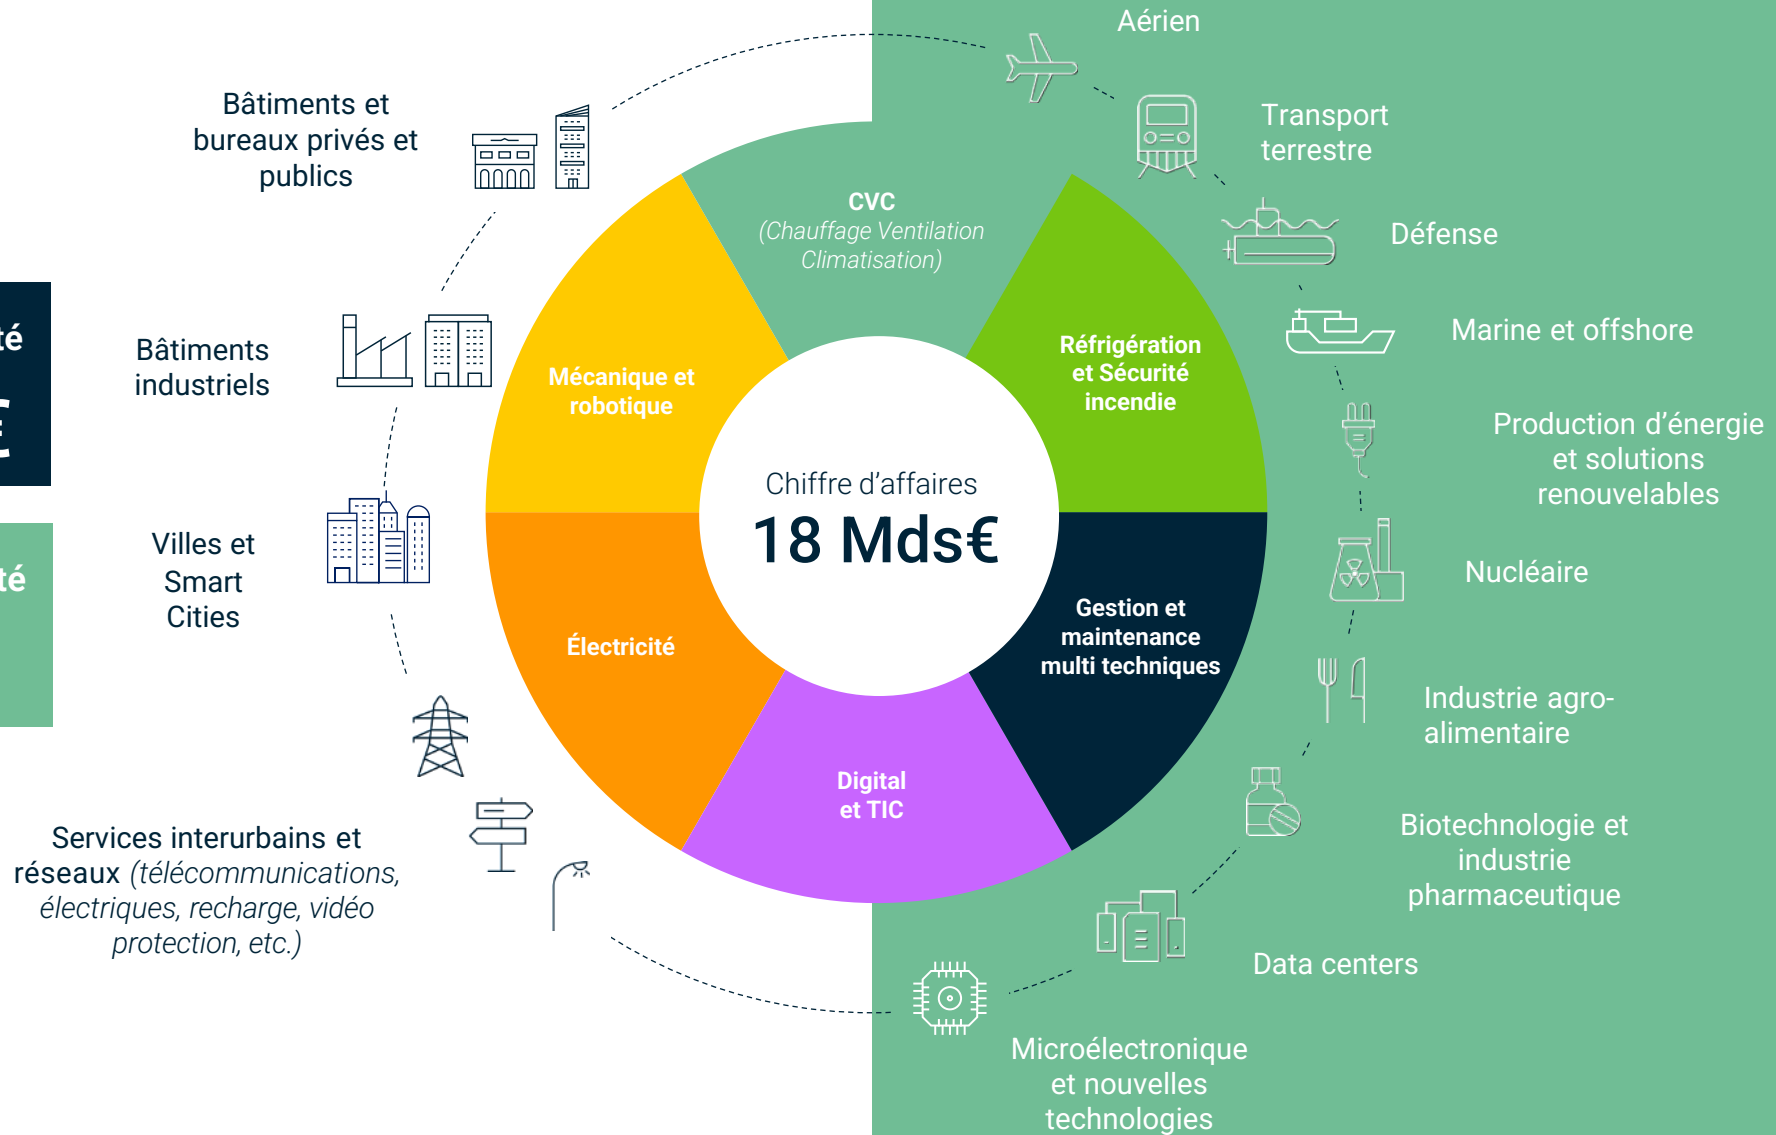 Aérien
Transport
terrestre
Défense
Marine et offshore
Production d’énergie
et solutions
renouvelables
Nucléaire
Industrie agro-
alimentaire
Biotechnologie et
industrie
pharmaceutique
Data centers
Microélectronique
et nouvelles
technologies
Bâtiments et
bureaux privés et
publics
Bâtiments
industriels
Villes et
Smart
Cities
Services interurbains et
réseaux (télécommunications,
électriques, recharge, vidéo
protection, etc.)
CVC
(Chauffage Ventilation
Climatisation)
Réfrigération
et Sécurité
incendie
Gestion et
maintenance
multi techniques
Digital
et TIC
Électricité
Mécanique et
robotique
Chiffre d’affaires
18 Mds€
té
€
té